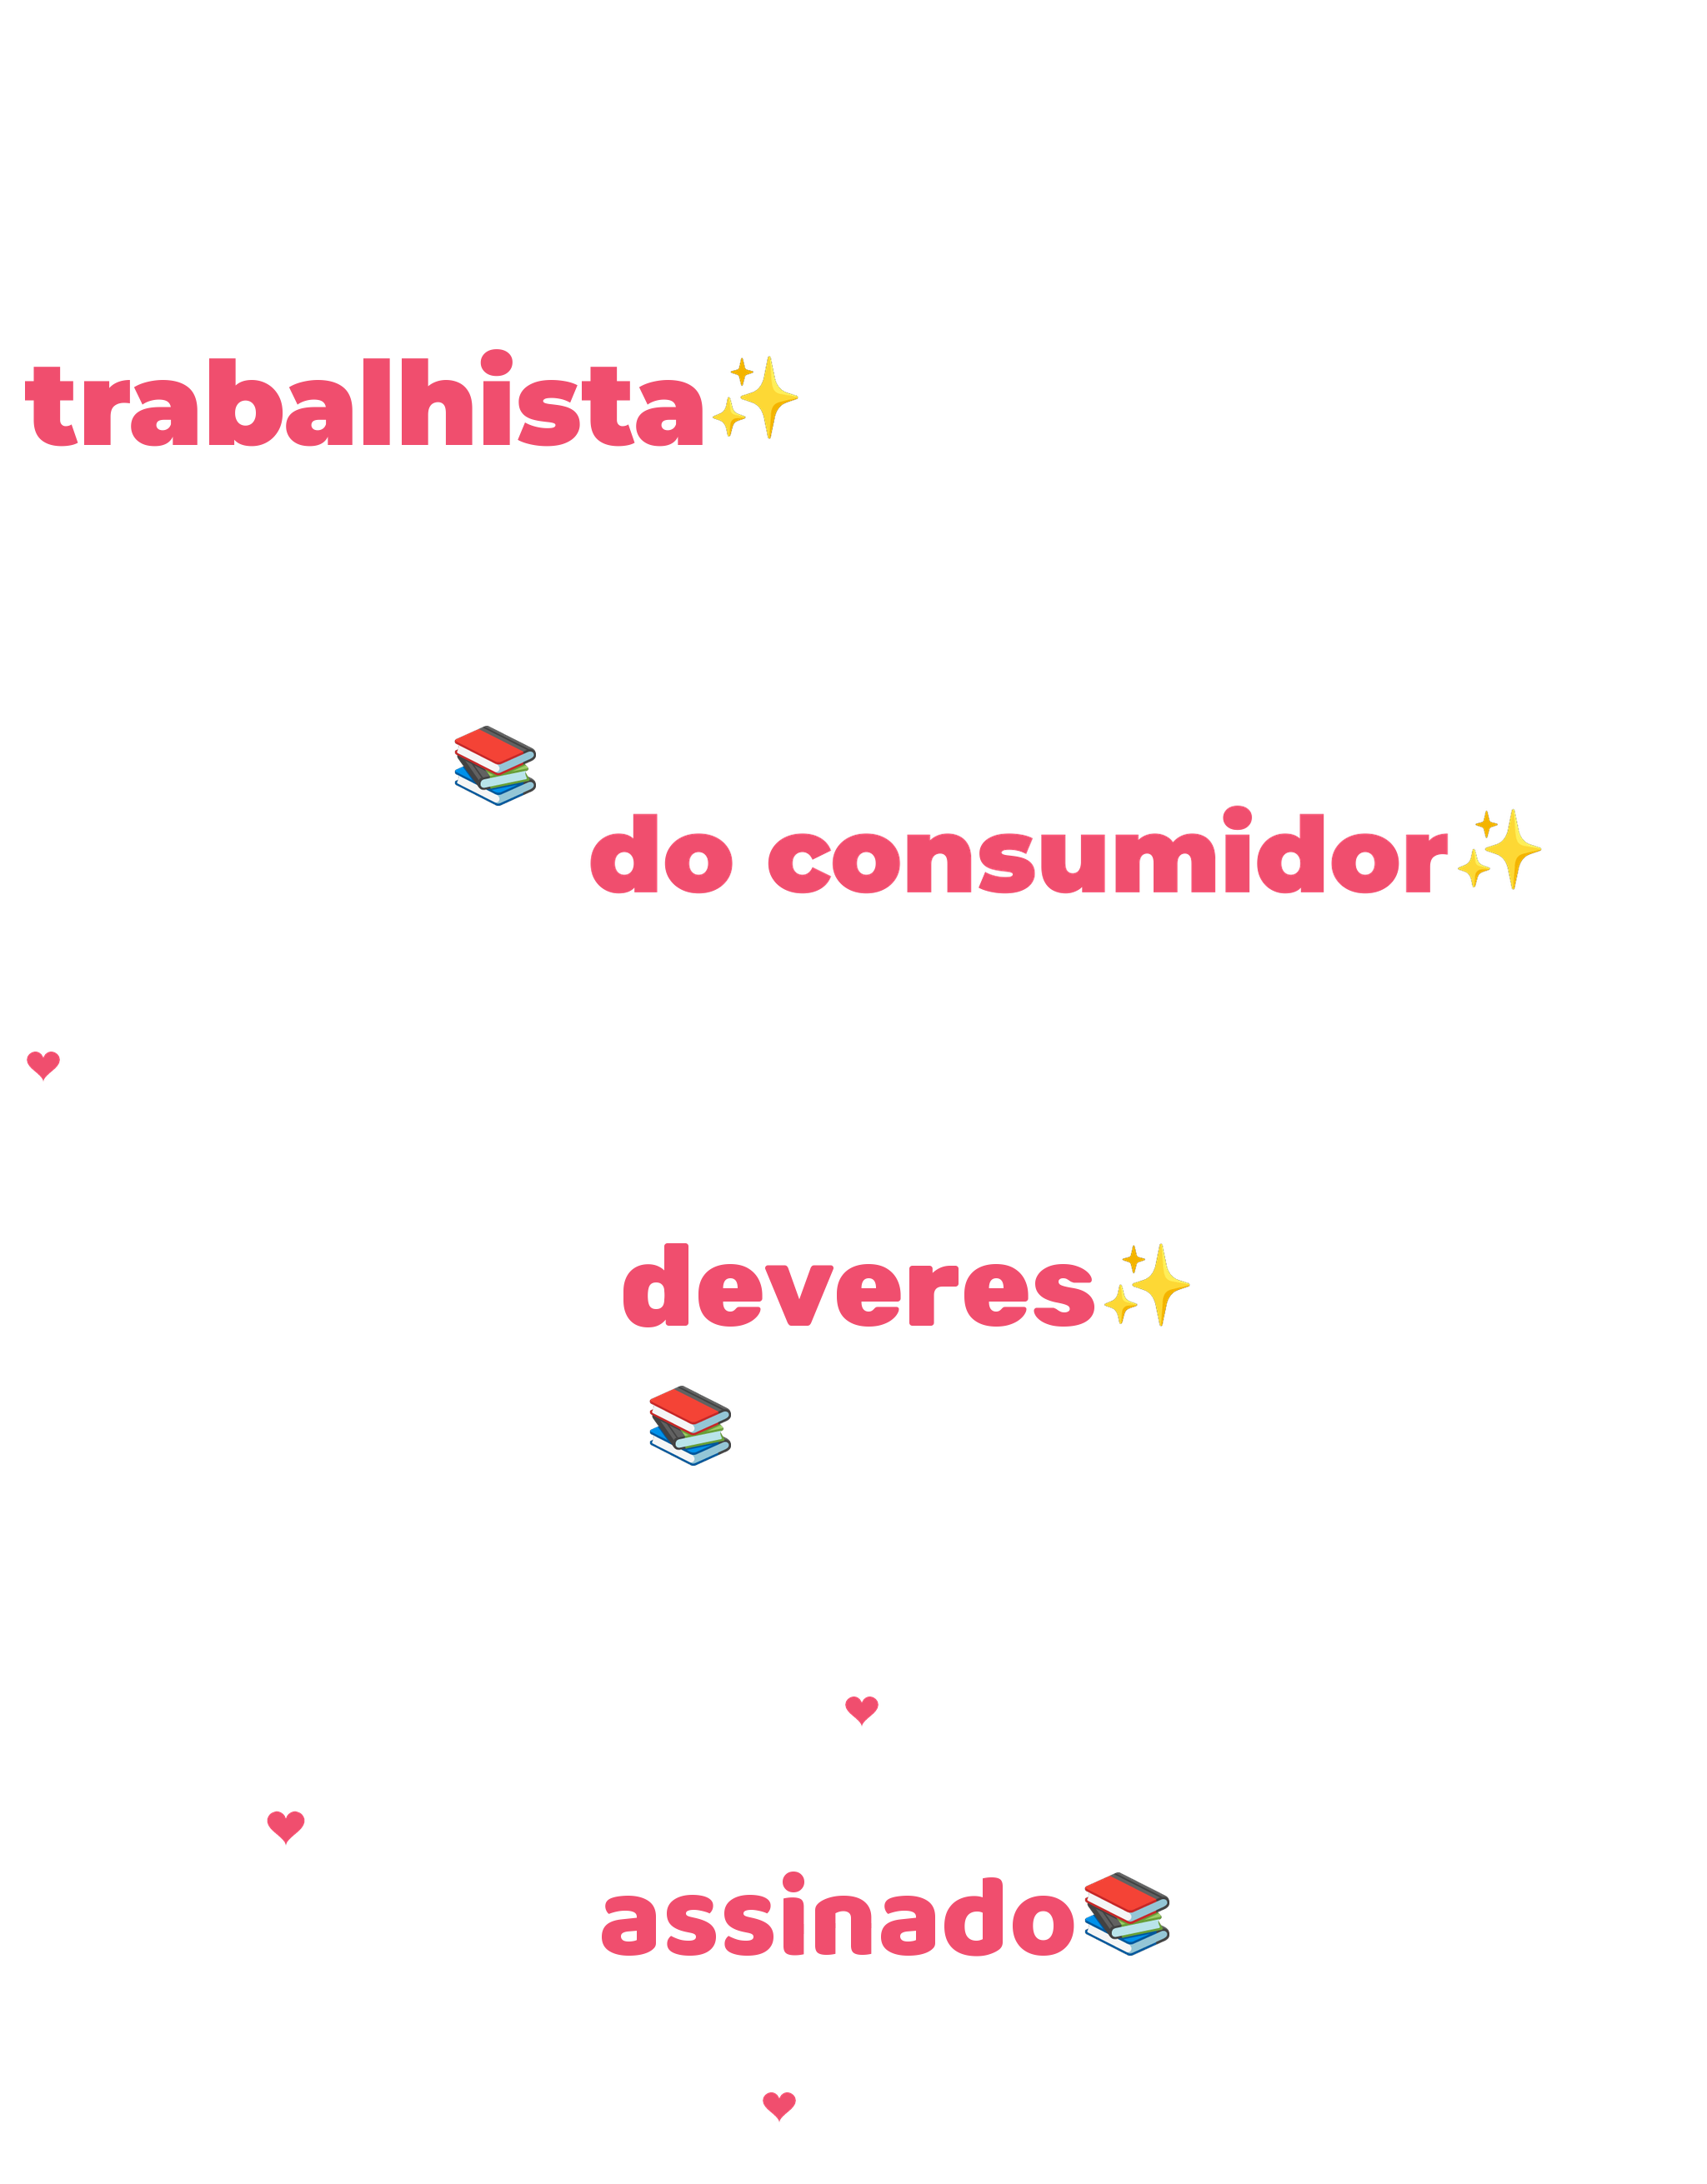 trabalhista✨
📚
do consumidor✨
❤
deveres✨
📚
❤
❤
assinado📚
❤